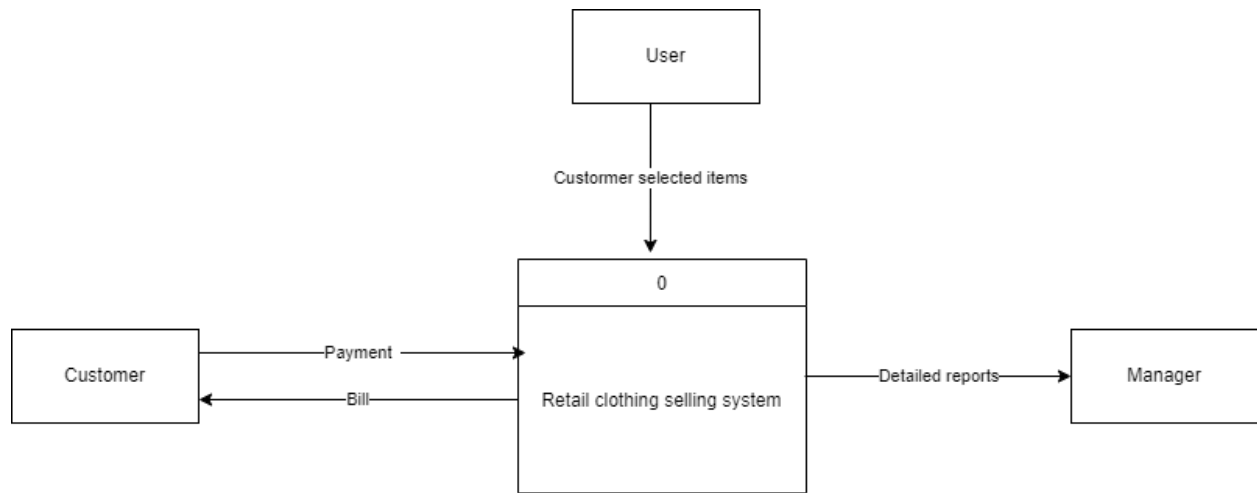 User
Custormer selected items
0
Customer
Payment
Bill
Retail clothing selling system
Detailed reports
Manager